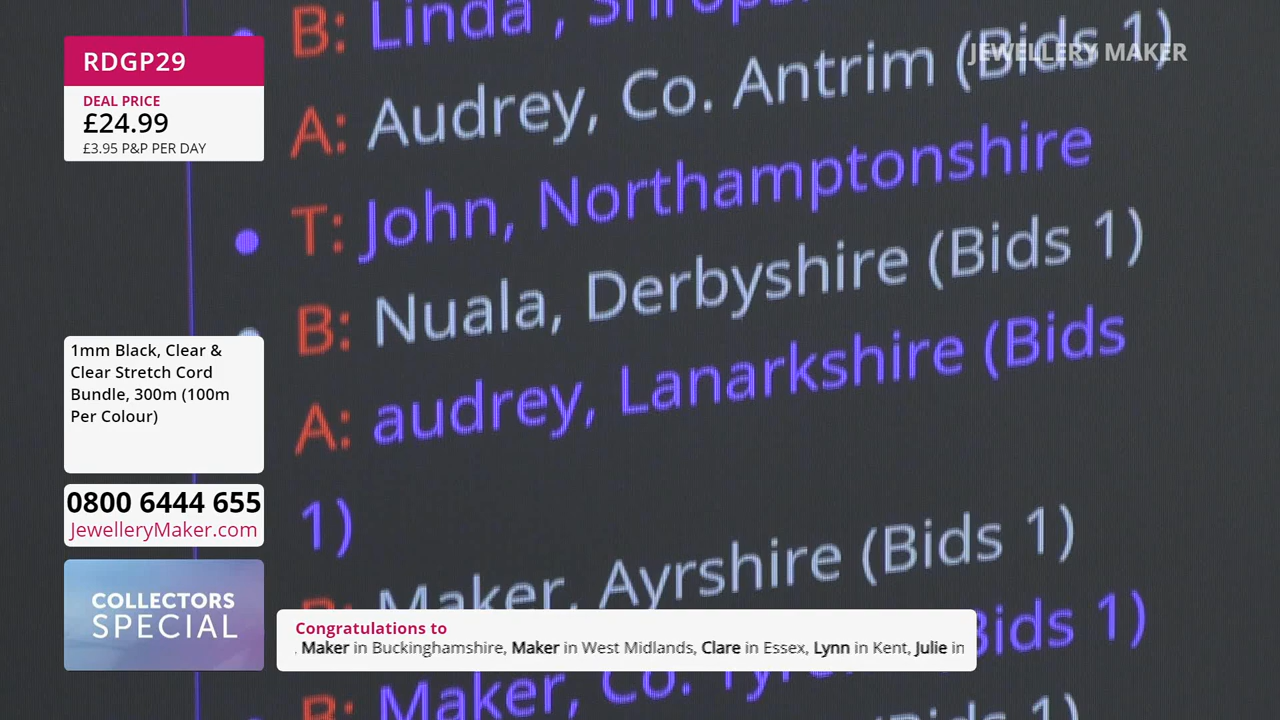 B: Linda ,
A: Audrey, Co. Antrim (Bids 1)
JEWELLERY MAKER
T: John, Northamptonshire
B: Nuala, Derbyshire (Bids 1)
A: audrey, Lanarkshire (Bids
1)
B: Maker, Ayrshire (Bids 1)
Bids 1)
B: Maker, Co.
RDGP29
DEAL PRICE
£24.99
£3.95 P&P PER DAY
1mm Black, Clear &
Clear Stretch Cord
Bundle, 300m (100m
Per Colour)
0800 6444 655
JewelleryMaker.com
COLLECTORS
SPECIAL
Congratulations to
, Maker in Buckinghamshire, Maker in West Midlands, Clare in Essex, Lynn in Kent, Julie in